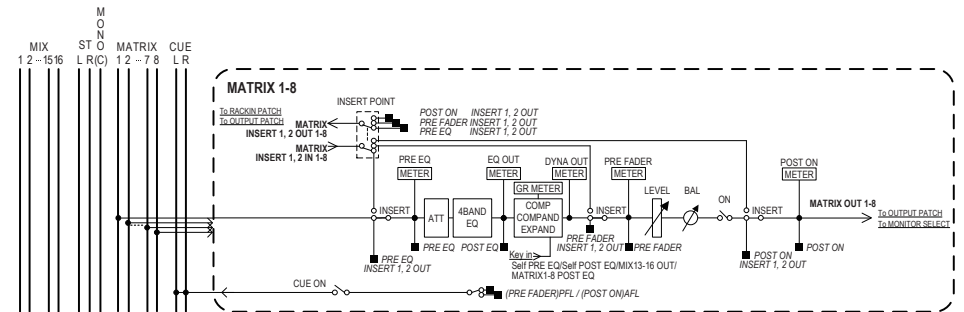 M
O
N
O
MIX
ST
MATRIX
CUE
1 2 ··· 15 16
L R (C)
1 2 ··· 7 8
L R
MATRIX 1-8
INSERT POINT
To RACKIN PATCH
To OUTPUT PATCH
MATRIX
INSERT 1, 2 OUT 1-8
POST ON INSERT 1, 2 OUT
PRE FADER INSERT 1, 2 OUT
PRE EQ INSERT 1, 2 OUT
MATRIX
INSERT 1, 2 IN 1-8
PRE EQ
METER
EQ OUT
METER
DYNA OUT
METER
GR METER
PRE FADER
METER
POST ON
METER
INSERT
ATT
4BAND
EQ
COMP
COMPAND
EXPAND
INSERT
LEVEL
BAL
ON
INSERT
MATRIX OUT 1-8
To OUTPUT PATCH
To MONITOR SELECT
PRE EQ
INSERT 1, 2 OUT
PRE EQ
POST EQ
Key in
Self PRE EQ/Self POST EQ/MIX13-16 OUT/
MATRIX1-8 POST EQ
PRE FADER
INSERT 1, 2 OUT
PRE FADER
POST ON
INSERT 1, 2 OUT
POST ON
CUE ON
(PRE FADER)PFL / (POST ON)AFL